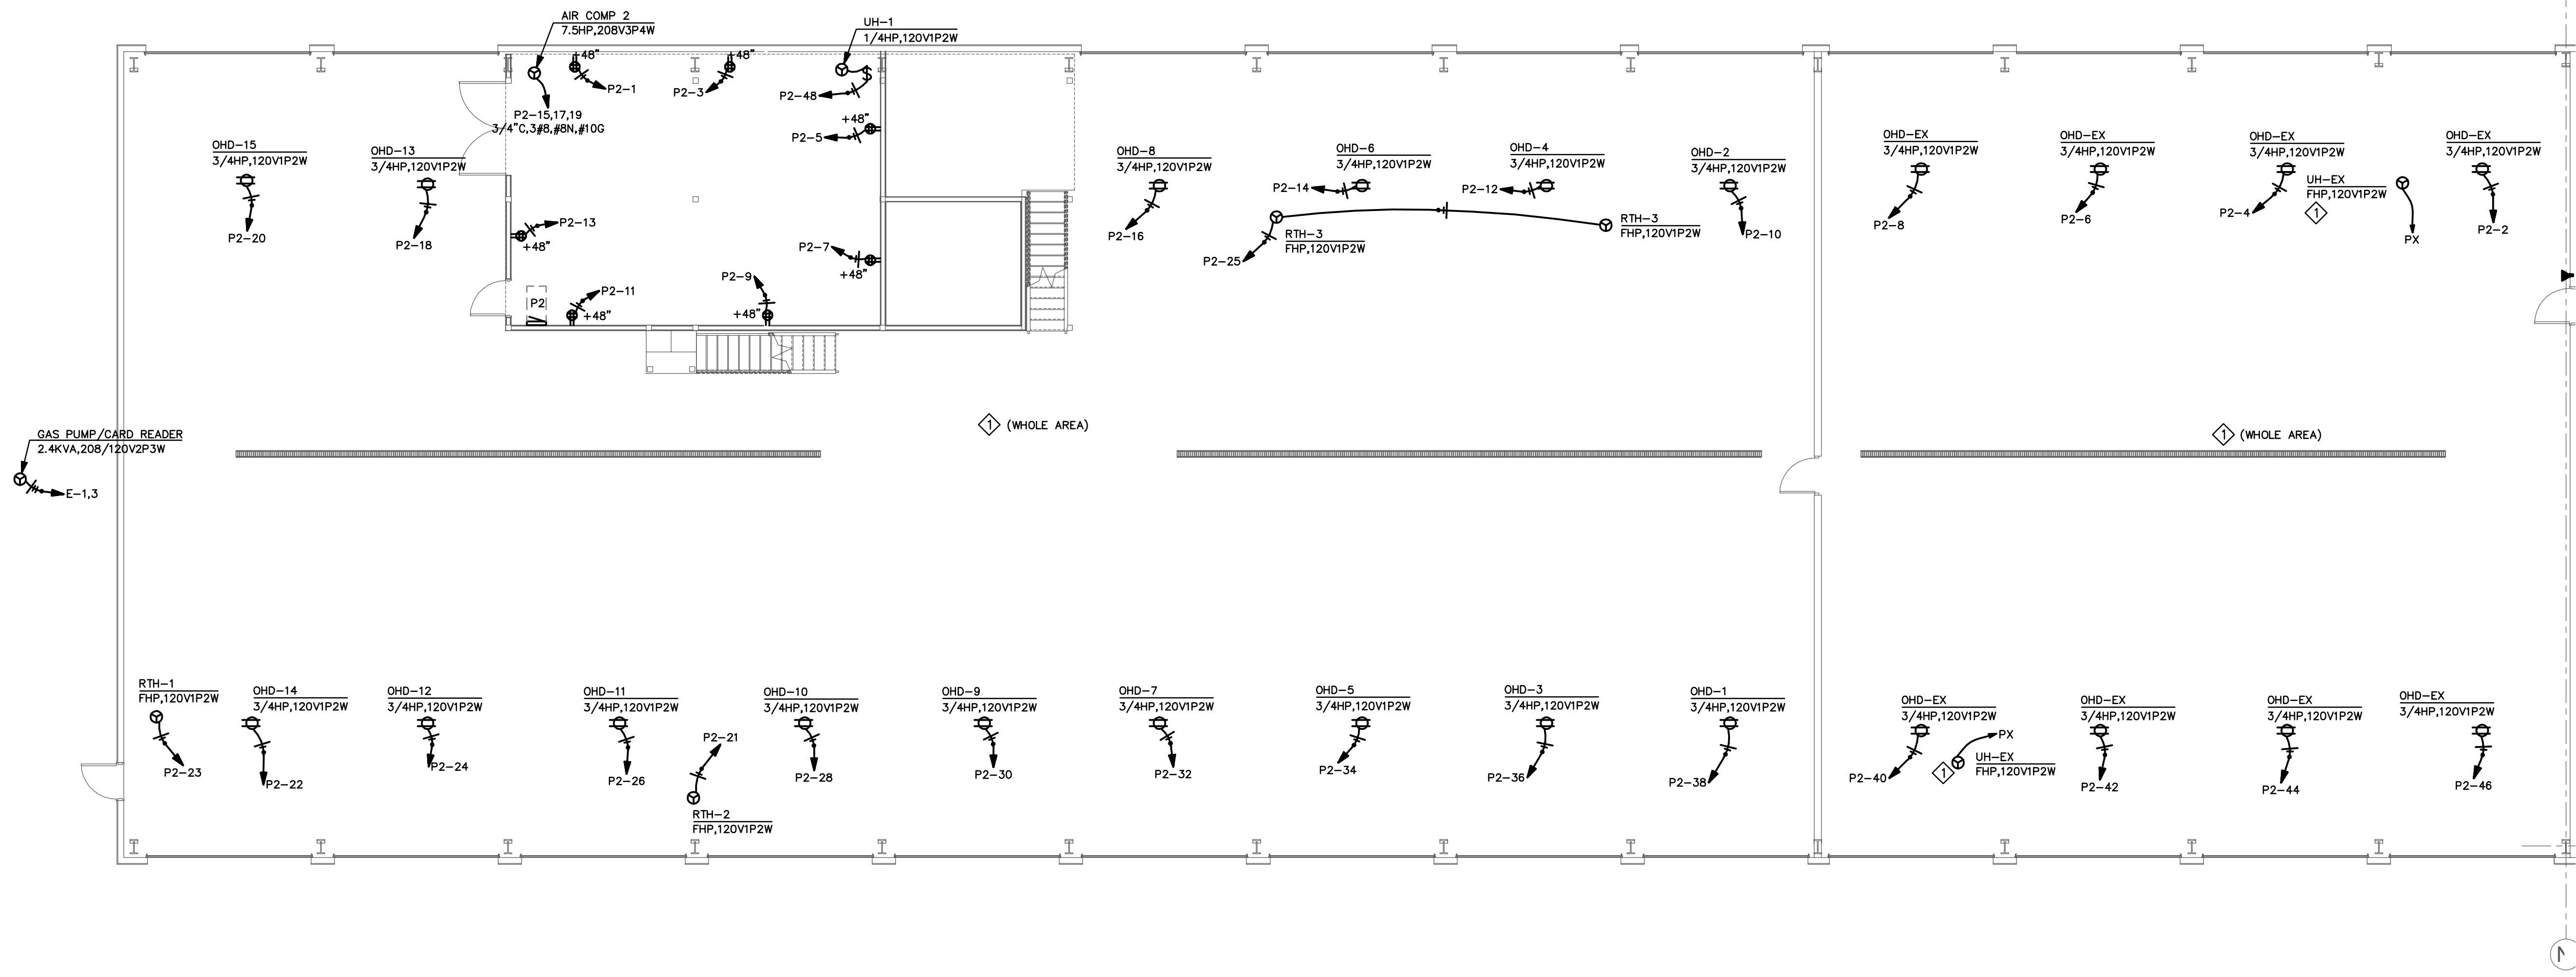 AIR COMP 2
7.5HP,208V3P4W
UH-1
1/4HP,120V1P2W
+48"
+48"
P2-1
P2-3
P2-48
P2-15,17,19
3/4"C,3#8,#8N,#10G
+48"
P2-5
OHD-15
3/4HP,120V1P2W
P2-20
OHD-13
3/4HP,120V1P2W
P2-18
P2-13
+48"
P2-7
+48"
P2-9
+48"
P2-11
+48"
P2
OHD-8
3/4HP,120V1P2W
P2-16
OHD-6
3/4HP,120V1P2W
P2-14
OHD-4
3/4HP,120V1P2W
P2-12
OHD-2
3/4HP,120V1P2W
P2-10
RTH-3
FHP,120V1P2W
P2-25
RTH-3
FHP,120V1P2W
OHD-EX
3/4HP,120V1P2W
P2-8
OHD-EX
3/4HP,120V1P2W
P2-6
OHD-EX
3/4HP,120V1P2W
P2-4
UH-EX
FHP,120V1P2W
1
PX
OHD-EX
3/4HP,120V1P2W
P2-2
1 (WHOLE AREA)
1 (WHOLE AREA)
GAS PUMP/CARD READER
2.4KVA,208/120V2P3W
E-1,3
RTH-1
FHP,120V1P2W
P2-23
OHD-14
3/4HP,120V1P2W
P2-22
OHD-12
3/4HP,120V1P2W
P2-24
OHD-11
3/4HP,120V1P2W
P2-26
P2-21
RTH-2
FHP,120V1P2W
OHD-10
3/4HP,120V1P2W
P2-28
OHD-9
3/4HP,120V1P2W
P2-30
OHD-7
3/4HP,120V1P2W
P2-32
OHD-5
3/4HP,120V1P2W
P2-34
OHD-3
3/4HP,120V1P2W
P2-36
OHD-1
3/4HP,120V1P2W
P2-38
OHD-EX
3/4HP,120V1P2W
P2-40
PX
UH-EX
FHP,120V1P2W
1
OHD-EX
3/4HP,120V1P2W
P2-42
OHD-EX
3/4HP,120V1P2W
P2-44
OHD-EX
3/4HP,120V1P2W
P2-46